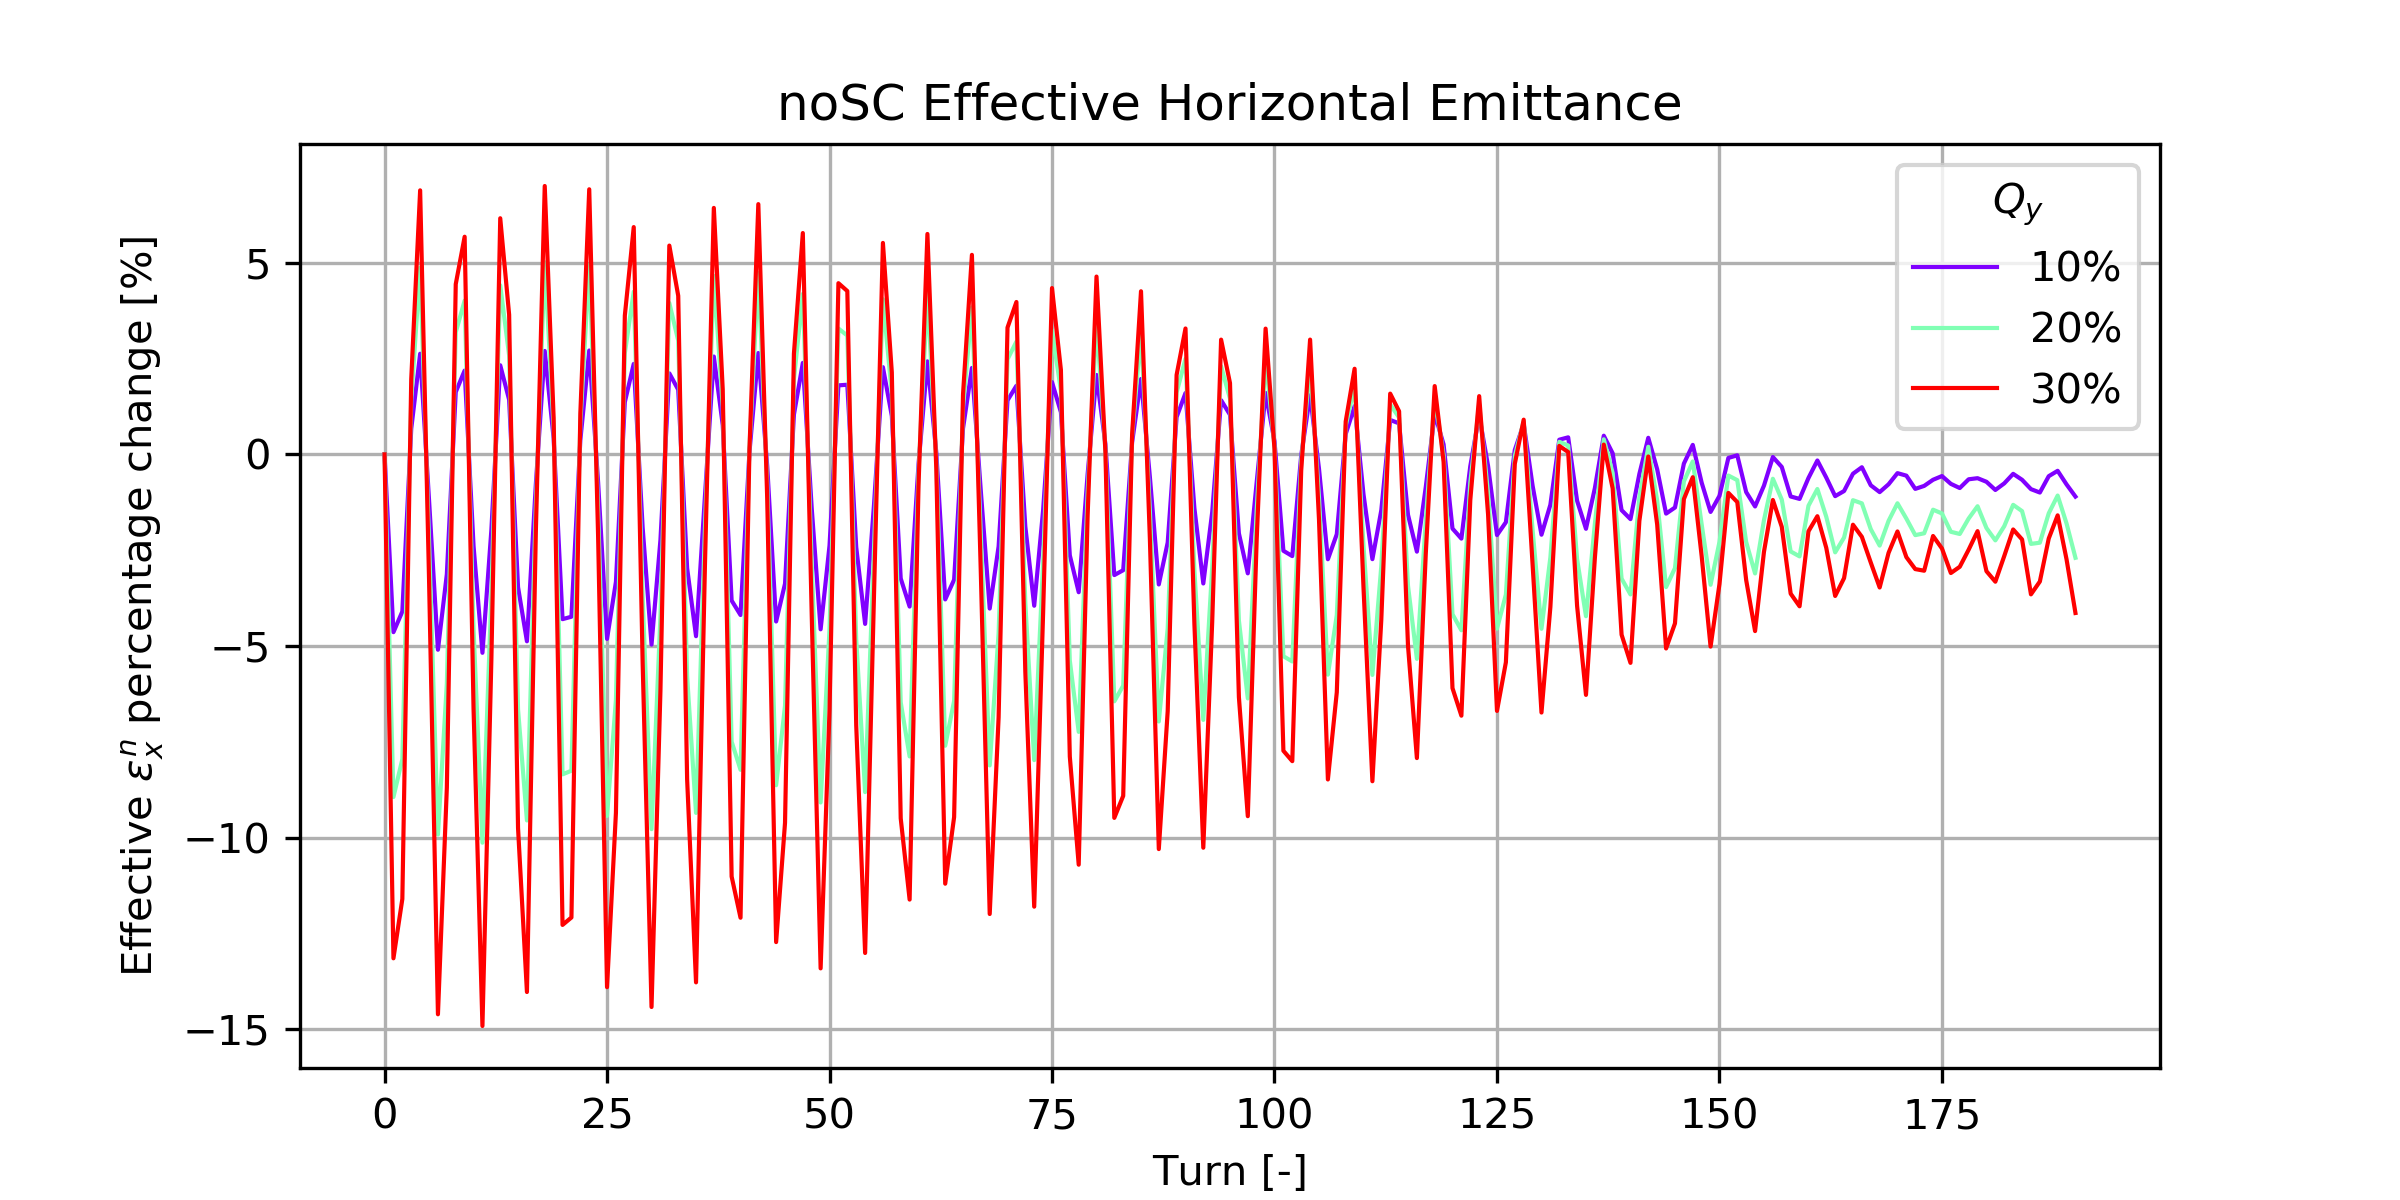 noSC Effective Horizontal Emittance
Effective εₓⁿ percentage change [%]
5
0
−5
−10
−15
Q_y
10%
20%
30%
0 25 50 75 100 125 150 175
Turn [-]